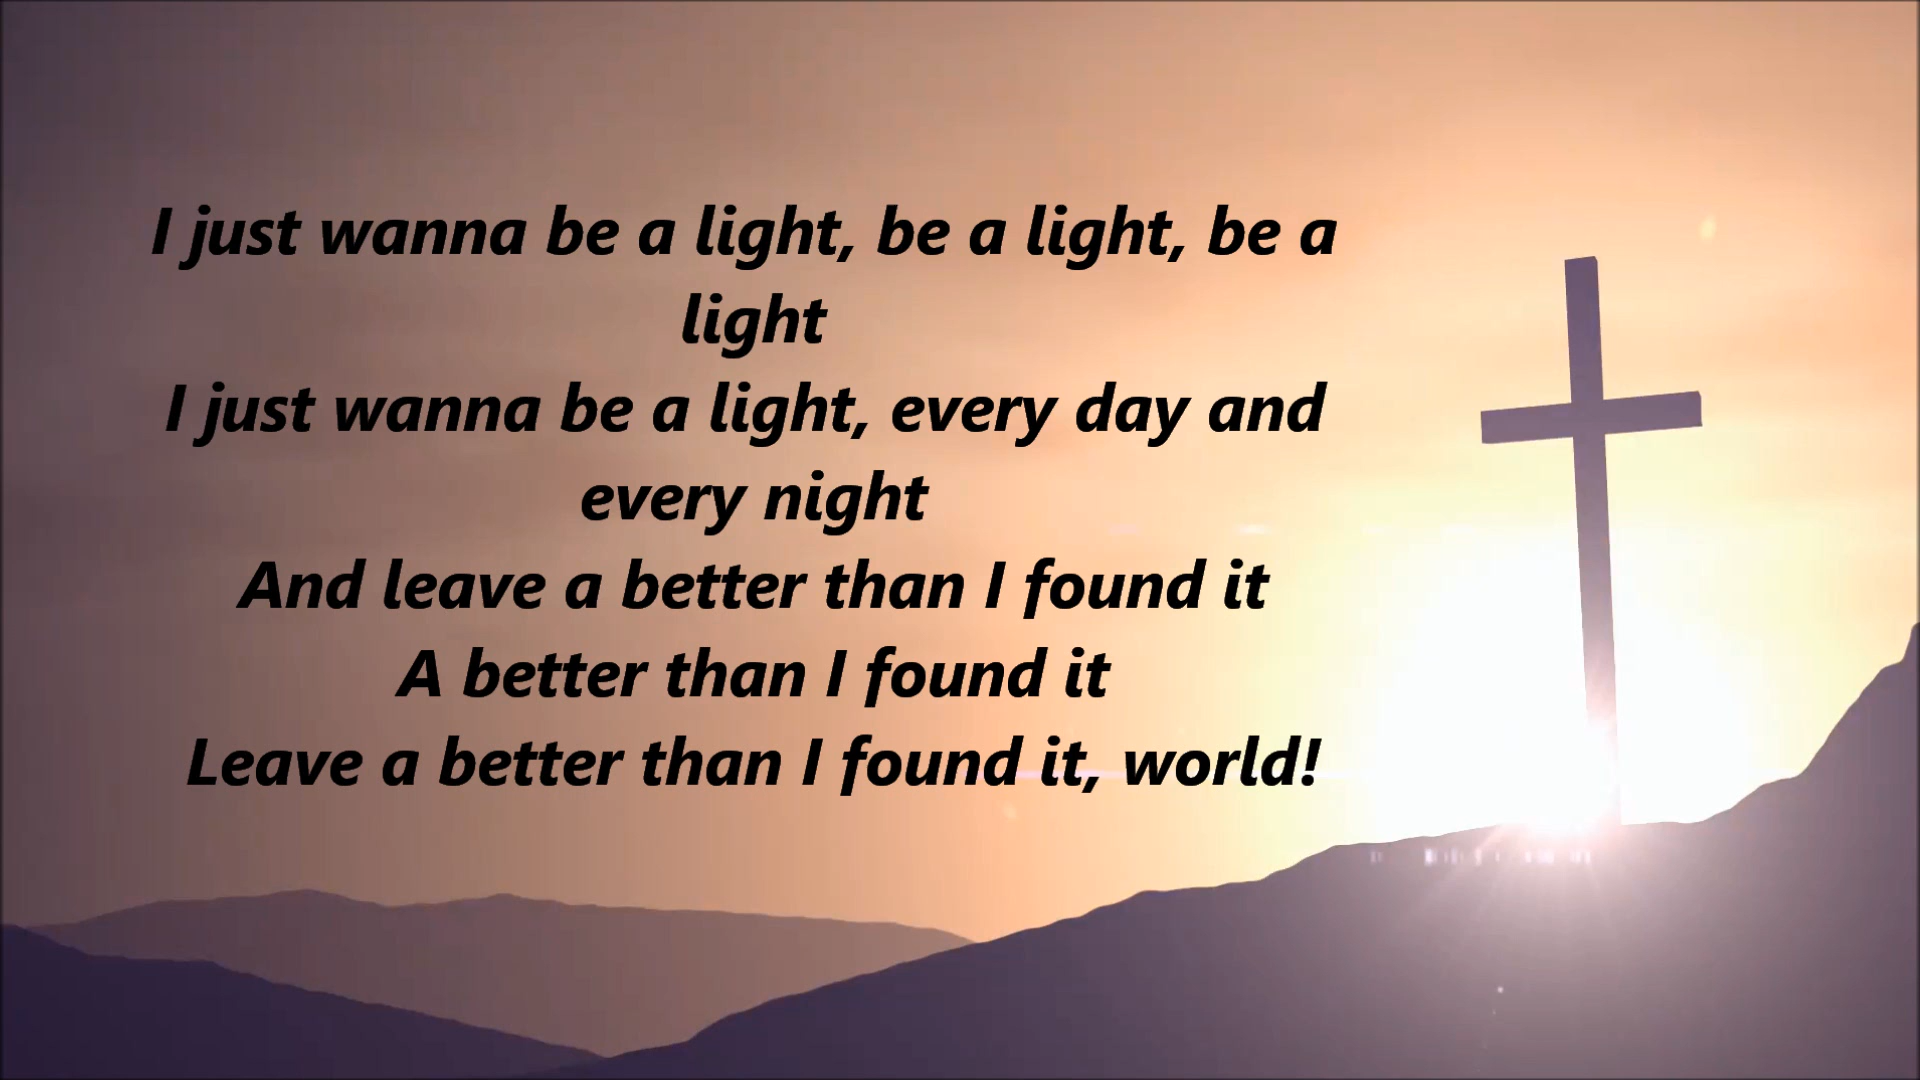 I just wanna be a light, be a light, be a
light
I just wanna be a light, every day and
every night
And leave a better than I found it
A better than I found it
Leave a better than I found it, world!